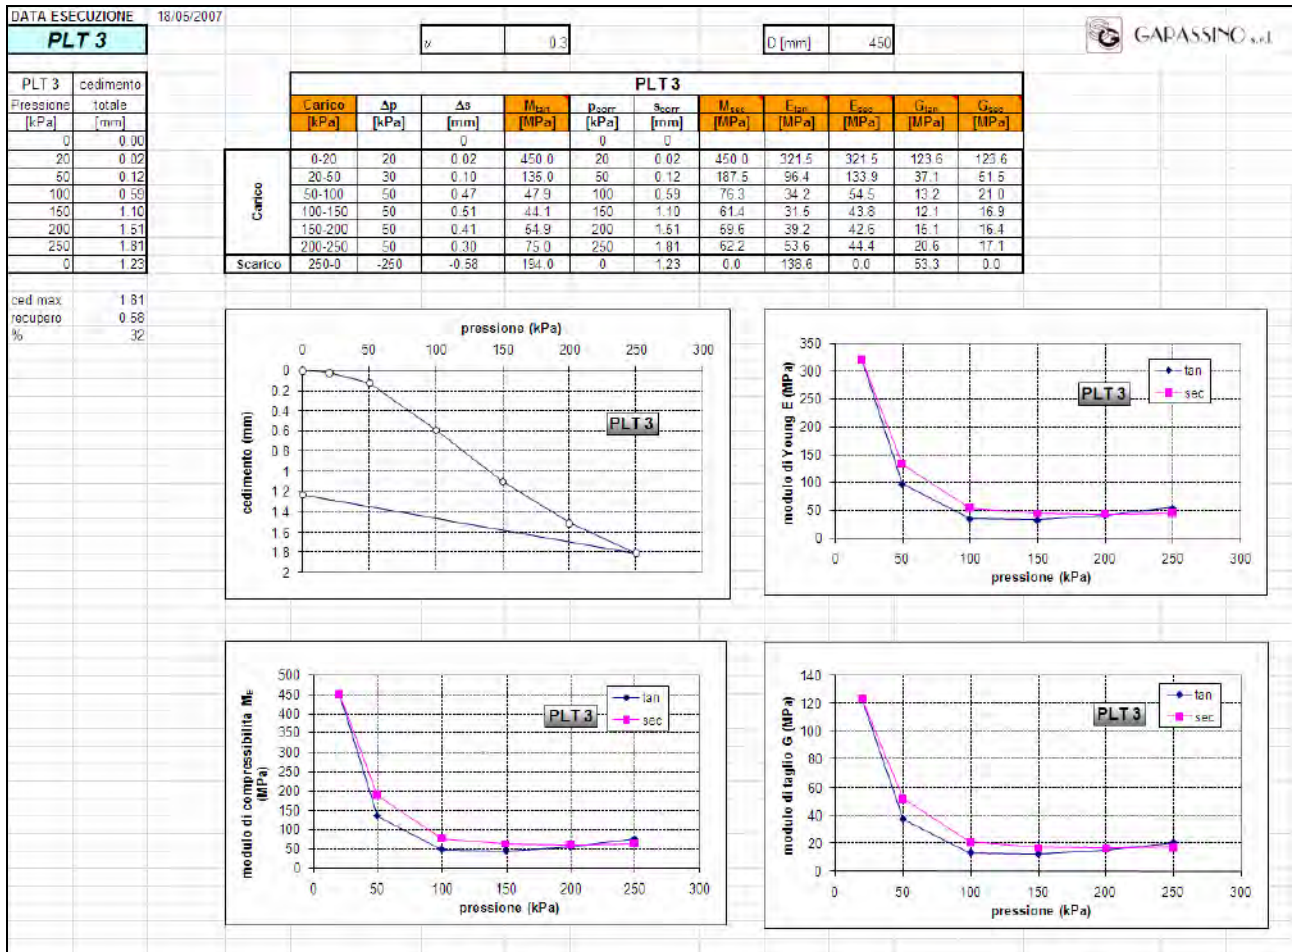 DATA ESECUZIONE 18/05/2007
PLT 3
ν 0.3 D [mm] 450
GARASSINO s.r.l.
PLT 3 cedimento
Pressione totale
[kPa] [mm]
0 0.00
20 0.02
50 0.12
100 0.59
150 1.10
200 1.51
250 1.81
0 1.23
ced max 1.81
recupero 0.58
% 32
PLT 3
Carico Δp Δs Mtan pcorr scorr Msec Etan Esec Gtan Gsec
[kPa] [kPa] [mm] [MPa] [kPa] [mm] [MPa] [MPa] [MPa] [MPa] [MPa]
0 0 0
Carico
0-20 20 0.02 450.0 20 0.02 450.0 321.5 321.5 123.6 123.6
20-50 30 0.10 135.0 50 0.12 187.5 96.4 133.9 37.1 51.5
50-100 50 0.47 47.9 100 0.59 76.3 34.2 54.5 13.2 21.0
100-150 50 0.51 44.1 150 1.10 61.4 31.5 43.8 12.1 16.9
150-200 50 0.41 54.9 200 1.51 59.6 39.2 42.6 15.1 16.4
200-250 50 0.30 75.0 250 1.81 62.2 53.6 44.4 20.6 17.1
Scarico 250-0 -250 -0.58 194.0 0 1.23 0.0 138.6 0.0 53.3 0.0
pressione (kPa)
0 50 100 150 200 250 300
cedimento (mm)
0
0.2
0.4
0.6
0.8
1
1.2
1.4
1.6
1.8
2
PLT 3
modulo di Young E (MPa)
350
300
250
200
150
100
50
0
0 50 100 150 200 250 300
pressione (kPa)
PLT 3
tan
sec
modulo di compressibilita ME (MPa)
500
450
400
350
300
250
200
150
100
50
0
0 50 100 150 200 250 300
pressione (kPa)
PLT 3
tan
sec
modulo di taglio G (MPa)
140
120
100
80
60
40
20
0
0 50 100 150 200 250 300
pressione (kPa)
PLT 3
tan
sec